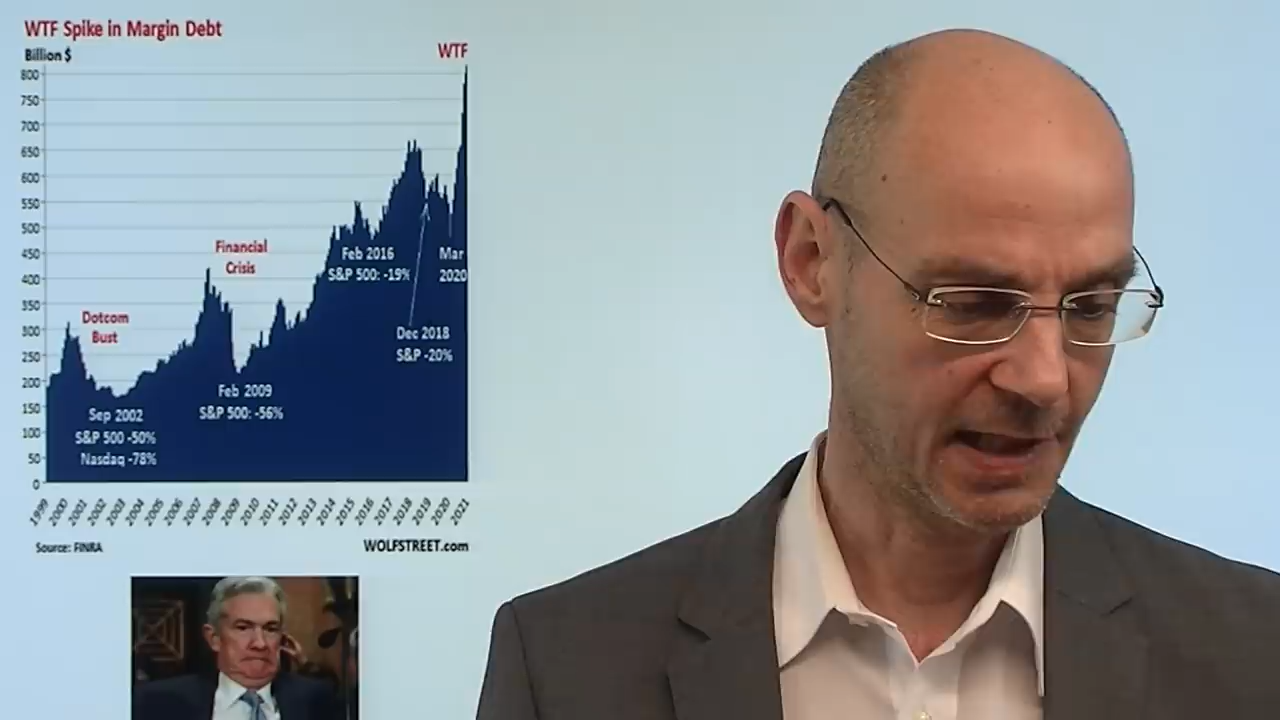 WTF Spike in Margin Debt
Billion $
WTF
800
750
700
650
600
550
500
450
400
350
300
250
200
150
100
50
0
Dotcom
Bust
Financial
Crisis
Feb 2016
S&P 500: -19%
Mar
2020
Dec 2018
S&P -20%
Feb 2009
S&P 500: -56%
Sep 2002
S&P 500 -50%
Nasdaq -78%
1999 2000 2001 2002 2003 2004 2005 2006 2007 2008 2009 2010 2011 2012 2013 2014 2015 2016 2017 2018 2019 2020 2021
Source: FINRA
WOLFSTREET.com